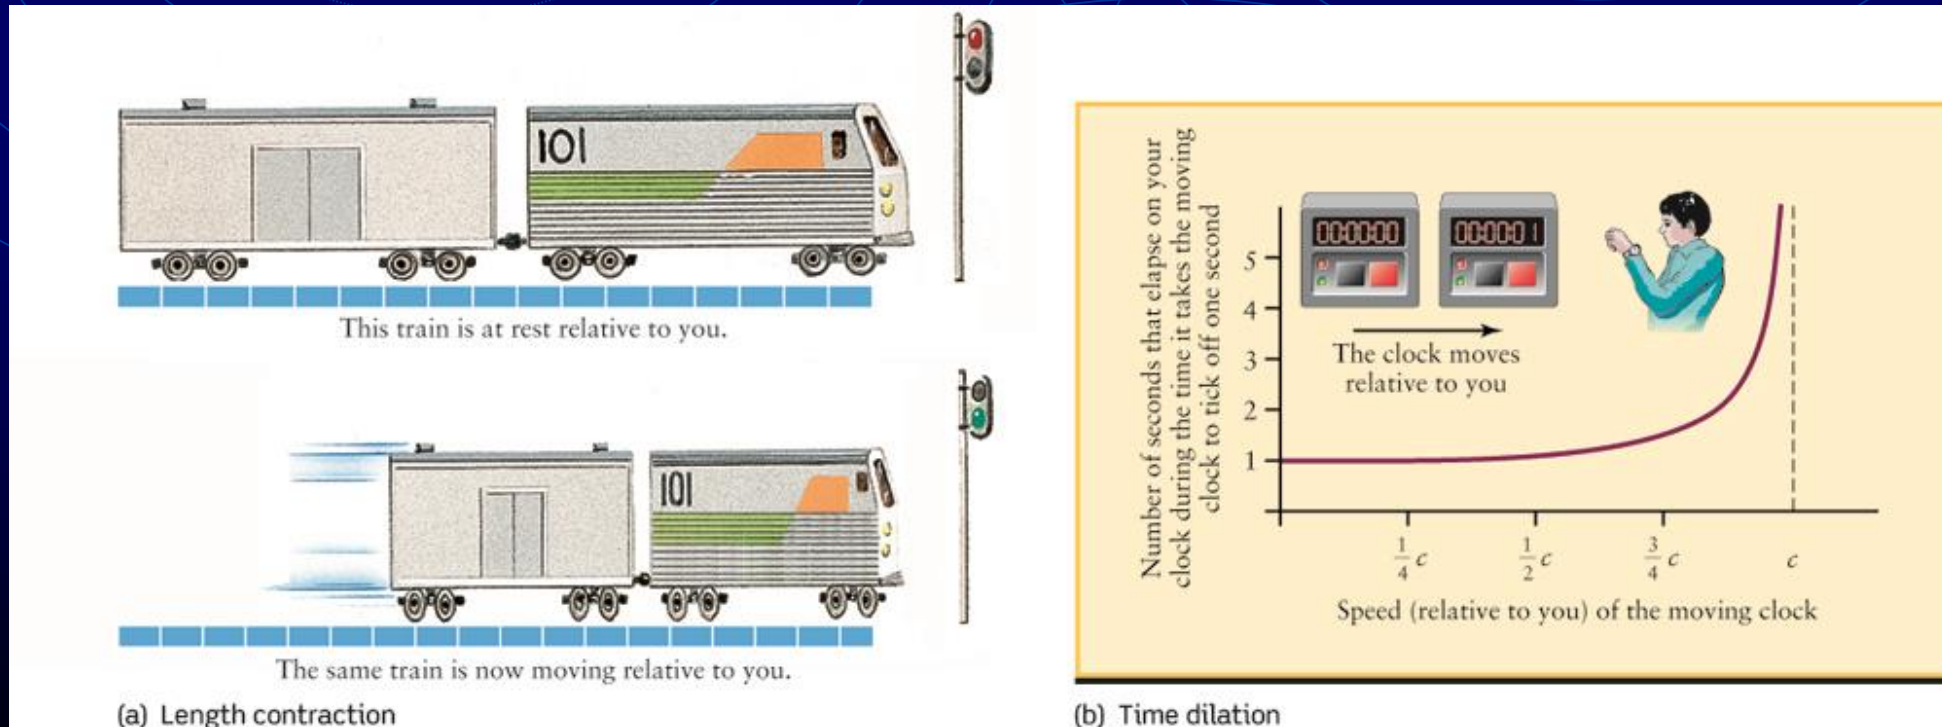 101
This train is at rest relative to you.
101
The same train is now moving relative to you.
(a) Length contraction
Number of seconds that elapse on your
clock during the time it takes the moving
clock to tick off one second
5
4
3
2
1
00:00:00
00:00:01
The clock moves
relative to you
1/4 c
1/2 c
3/4 c
c
Speed (relative to you) of the moving clock
(b) Time dilation